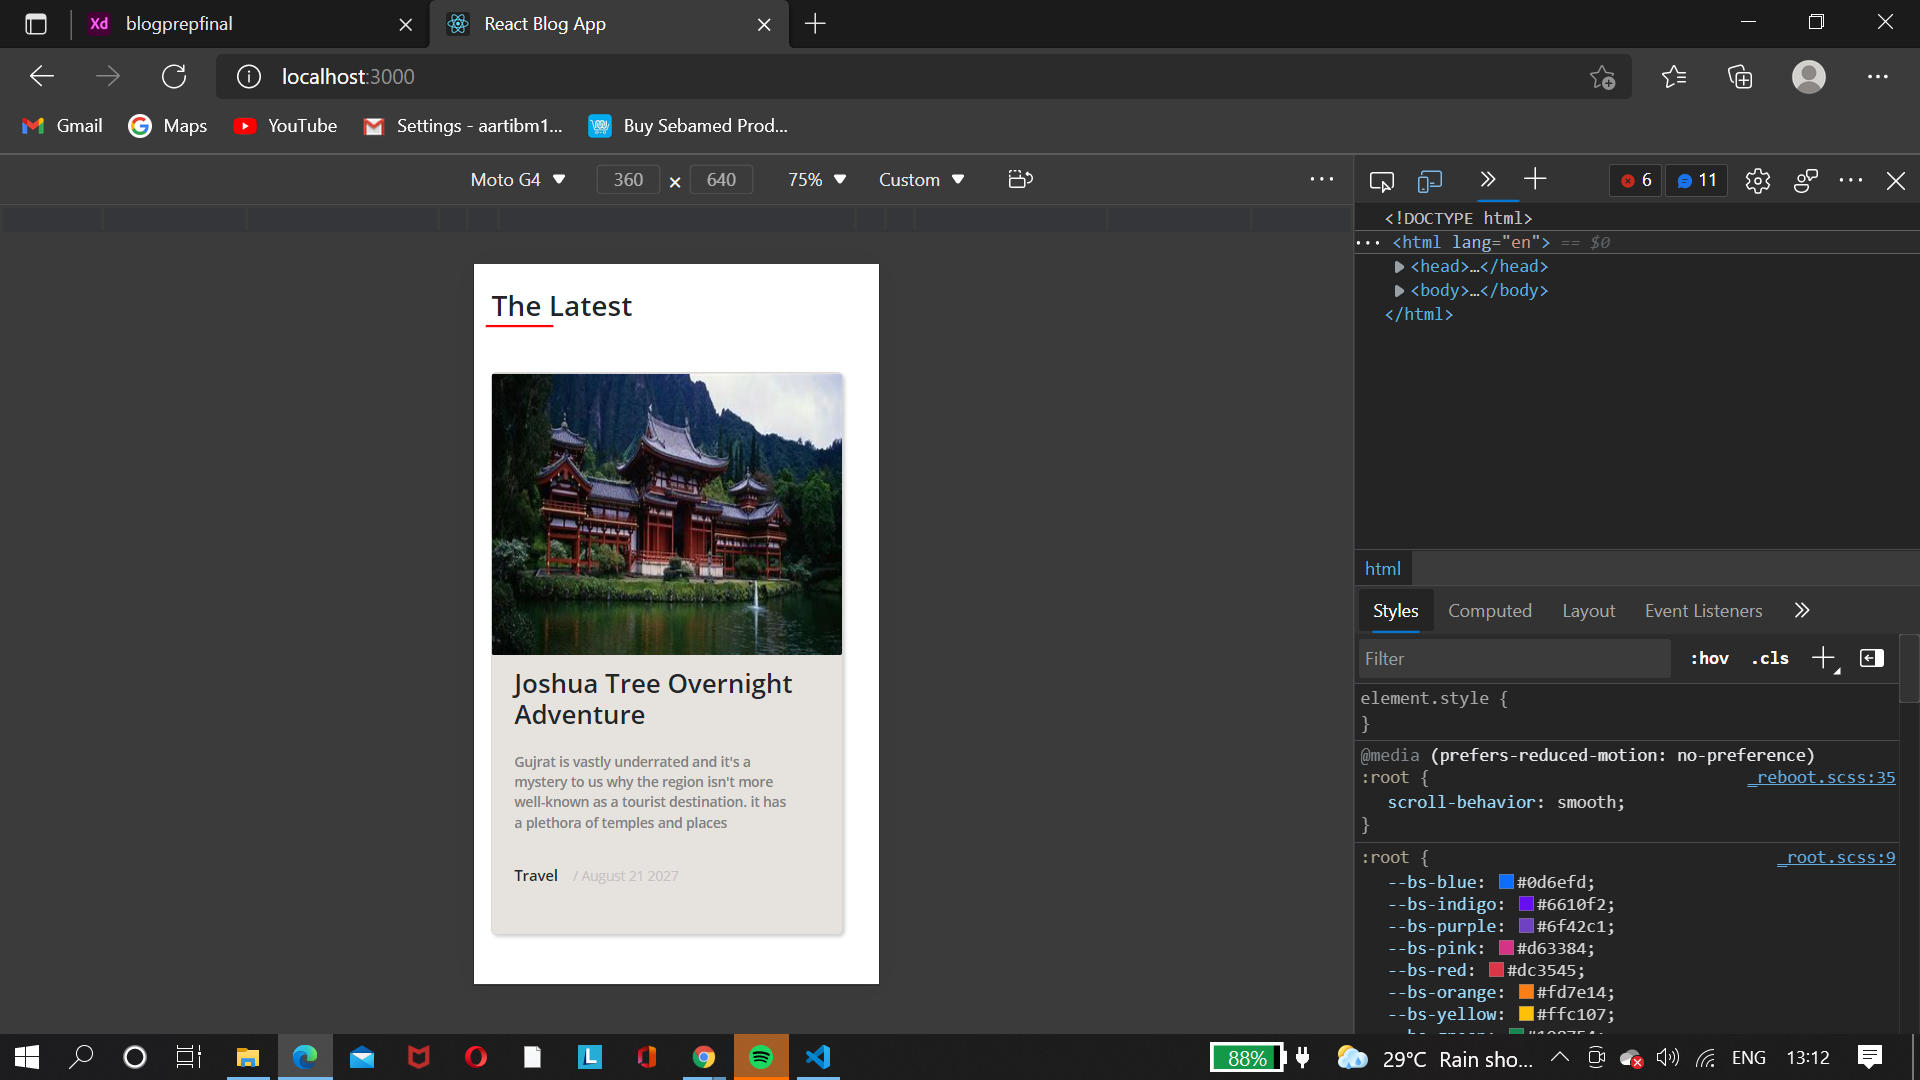 Xd blogprepfinal
React Blog App
localhost:3000
Gmail
Maps
YouTube
Settings - aartibm1...
Buy Sebamed Prod...
Moto G4
360 × 640
75%
Custom
6
11
<!DOCTYPE html>
<html lang="en"> == $0
<head>…</head>
<body>…</body>
</html>
The Latest
Joshua Tree Overnight
Adventure
Gujrat is vastly underrated and it's a
mystery to us why the region isn't more
well-known as a tourist destination. it has
a plethora of temples and places
Travel / August 21 2027
html
Styles Computed Layout Event Listeners
Filter
:hov .cls
element.style {
}
@media (prefers-reduced-motion: no-preference)
:root { _reboot.scss:35
scroll-behavior: smooth;
}
:root { _root.scss:9
--bs-blue: #0d6efd;
--bs-indigo: #6610f2;
--bs-purple: #6f42c1;
--bs-pink: #d63384;
--bs-red: #dc3545;
--bs-orange: #fd7e14;
--bs-yellow: #ffc107;
88%
29°C Rain sho...
ENG
13:12